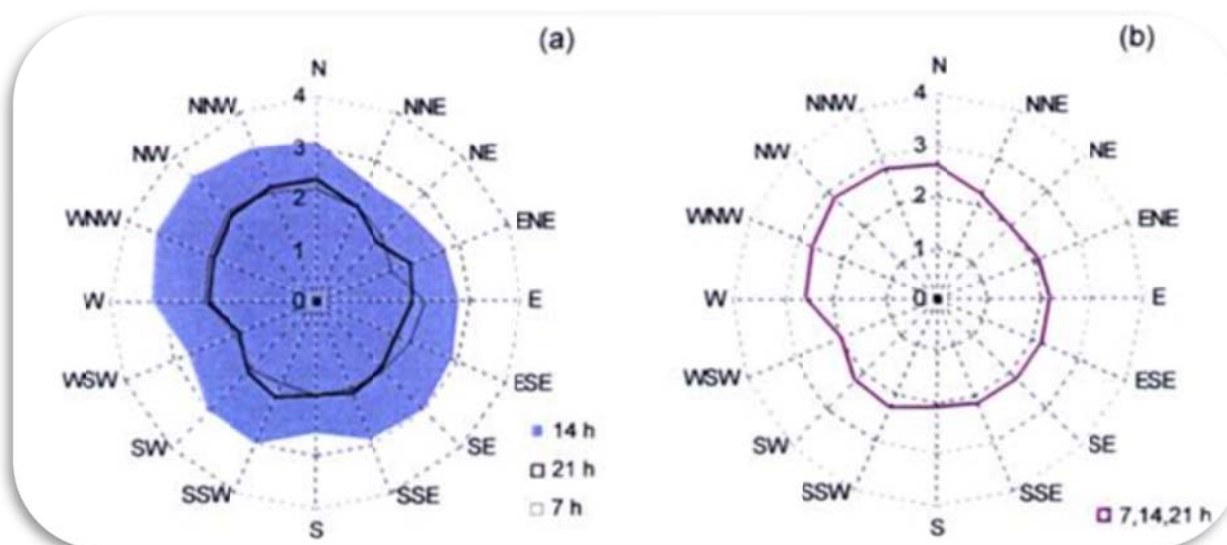 (a)
N
4
NNW
NNE
3
NW
NE
2
WNW
ENE
1
W
0
E
WSW
ESE
SW
SE
SSW
SSE
S
14 h
21 h
7 h
(b)
N
4
NNW
NNE
3
NW
NE
2
WNW
ENE
1
W
0
E
WSW
ESE
SW
SE
SSW
SSE
S
7,14,21 h